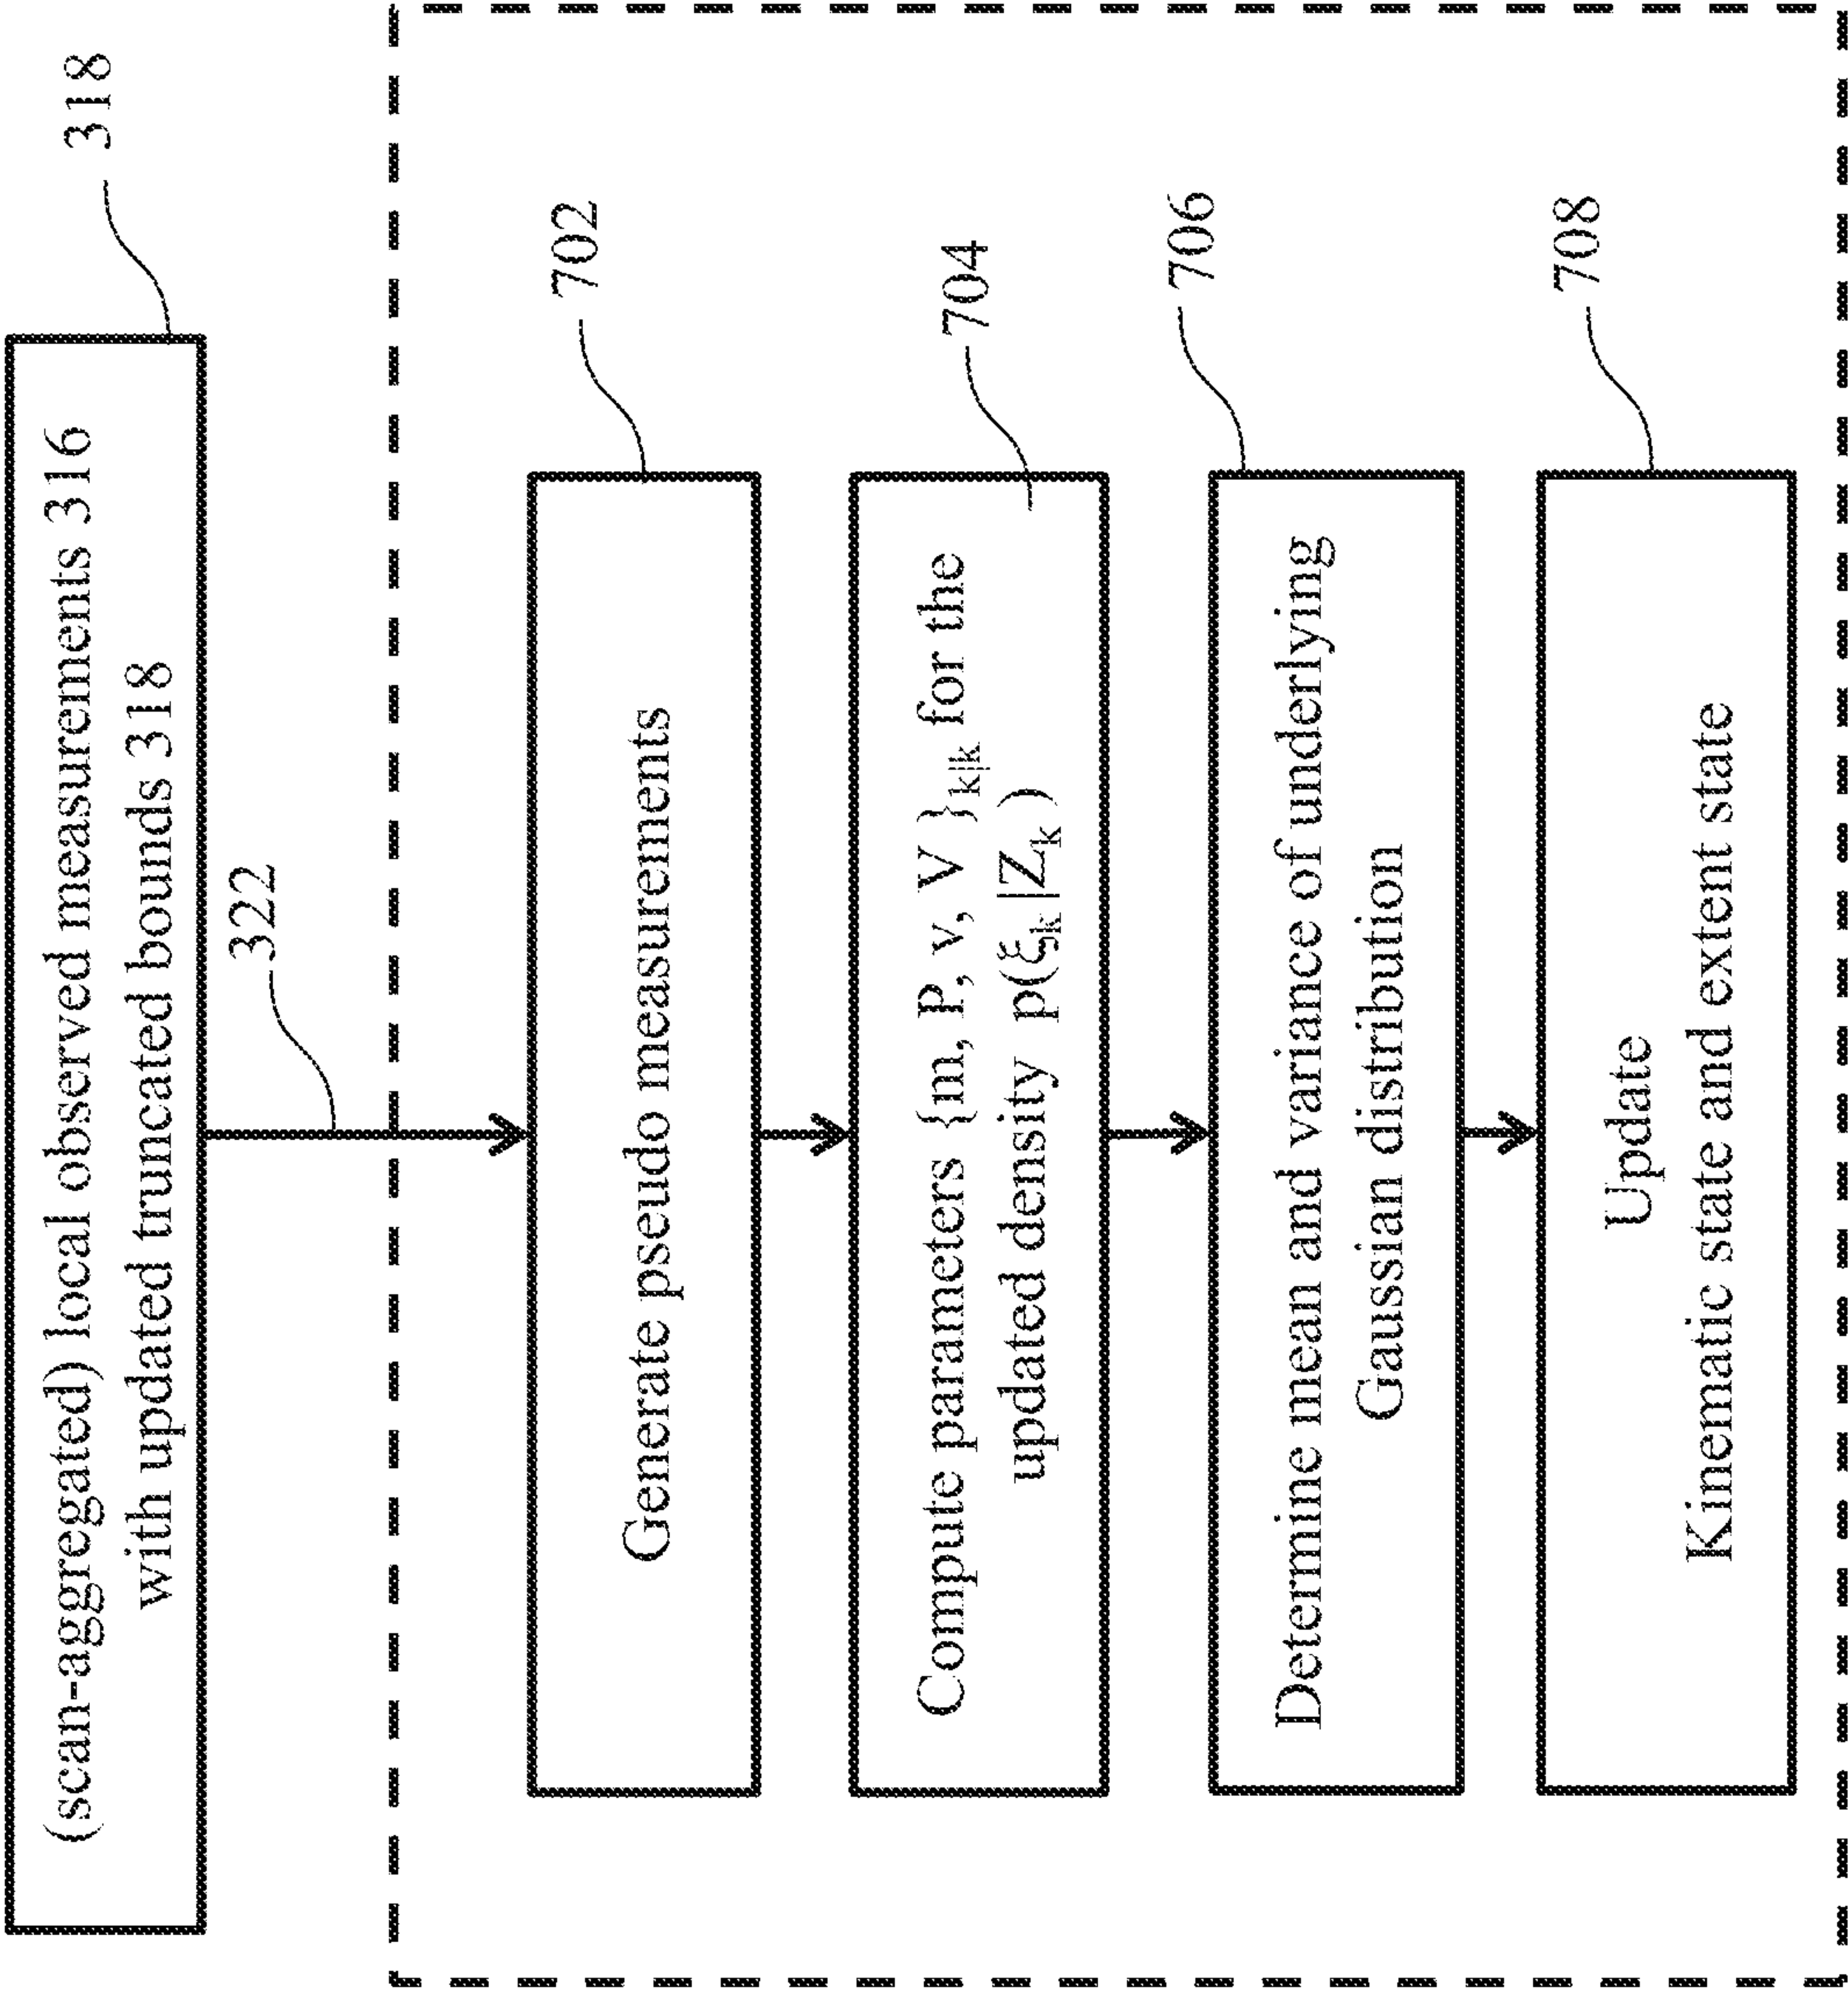 (scan-aggregated) local observed measurements 316
with updated truncated bounds 318
318
322
Generate pseudo measurements
702
Compute parameters {m, P, v, V }k|k for the
updated density p(ξk|Zk)
704
Determine mean and variance of underlying
Gaussian distribution
706
Update
Kinematic state and extent state
708